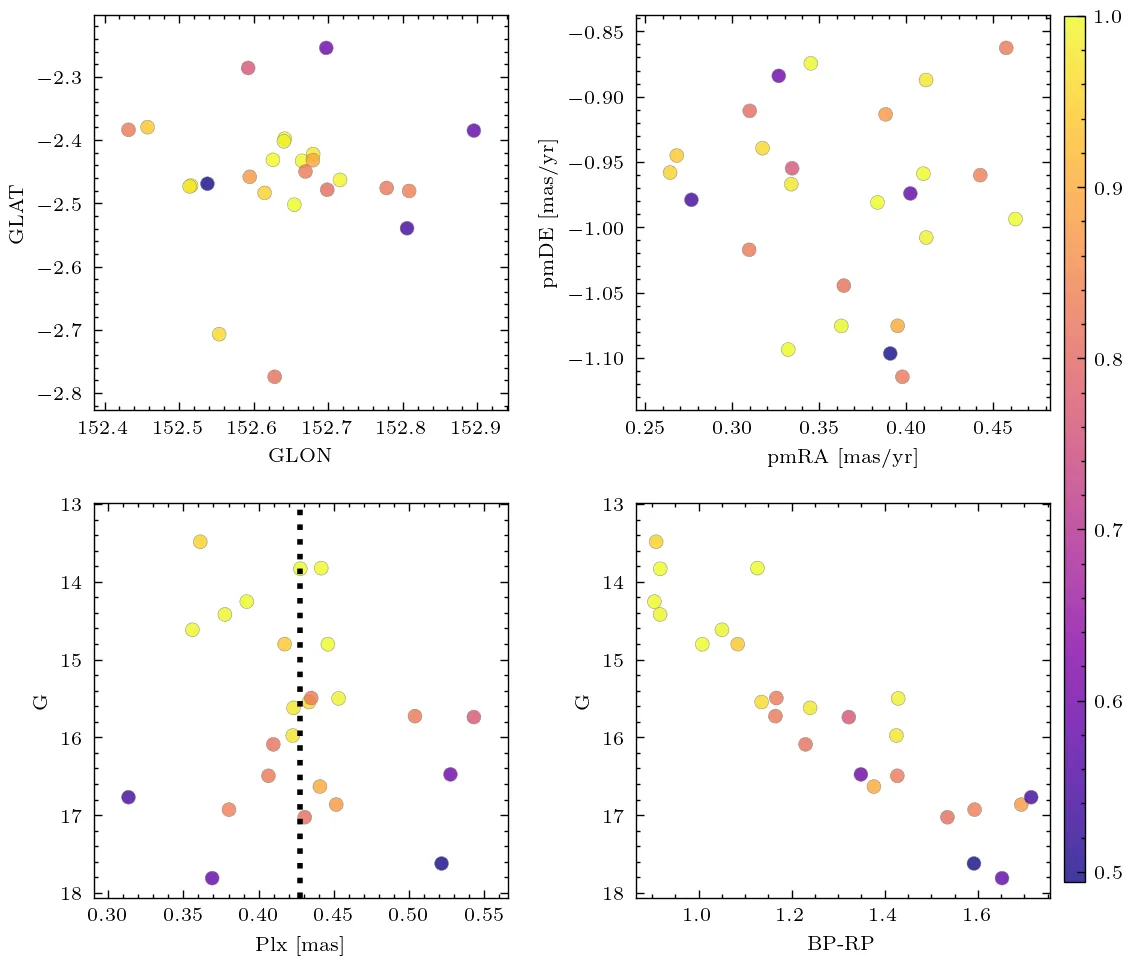 −2.3
−2.4
−2.5
−2.6
−2.7
−2.8
GLAT
152.4 152.5 152.6 152.7 152.8 152.9
GLON
−0.85
−0.90
−0.95
−1.00
−1.05
−1.10
pmDE [mas/yr]
0.25 0.30 0.35 0.40 0.45
pmRA [mas/yr]
13
14
15
16
17
18
G
0.30 0.35 0.40 0.45 0.50 0.55
Plx [mas]
13
14
15
16
17
18
G
1.0 1.2 1.4 1.6
BP-RP
1.0
0.9
0.8
0.7
0.6
0.5